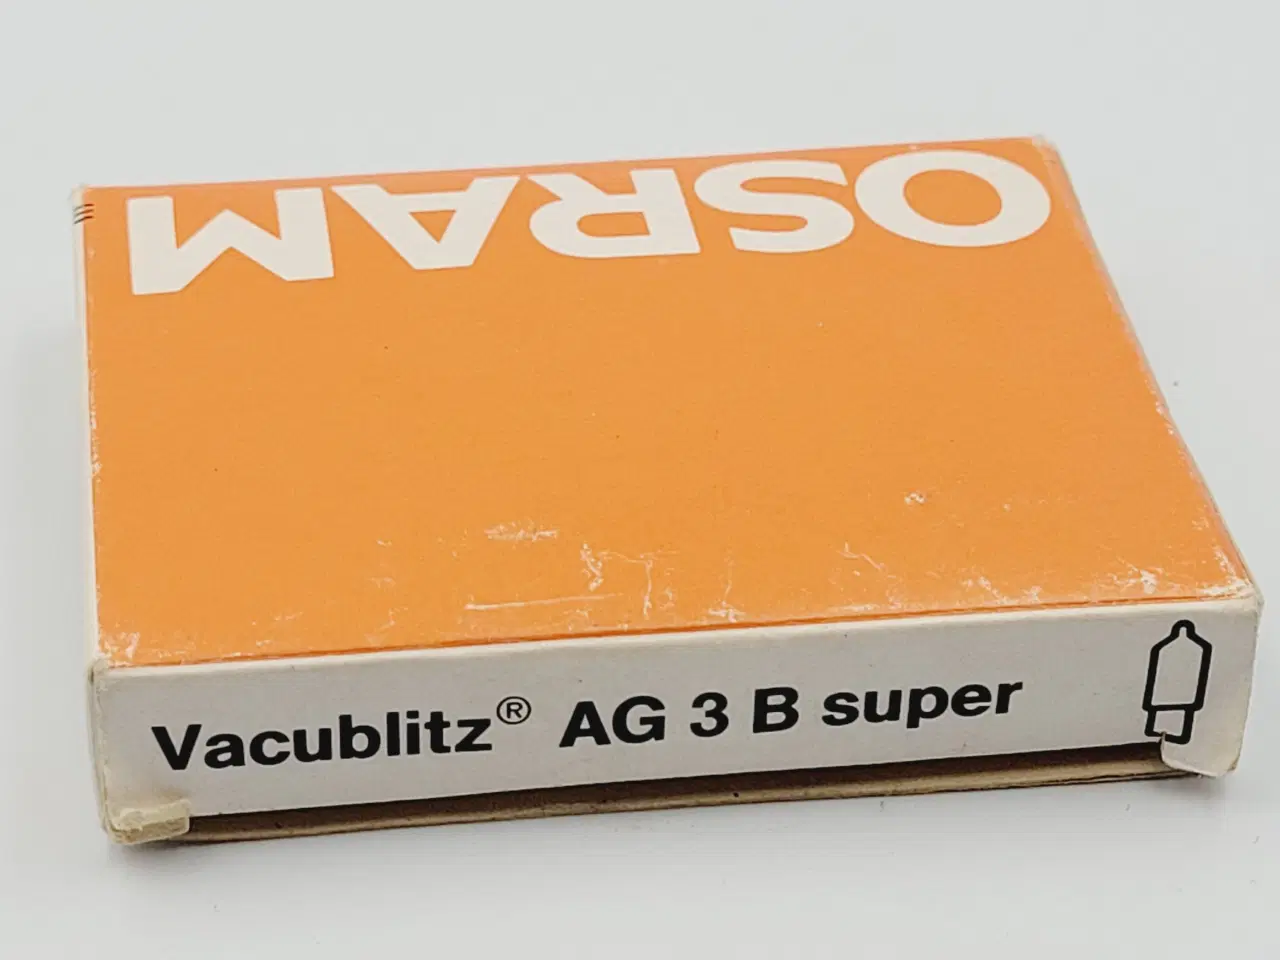 OSRAM
Vacublitz® AG 3 B super